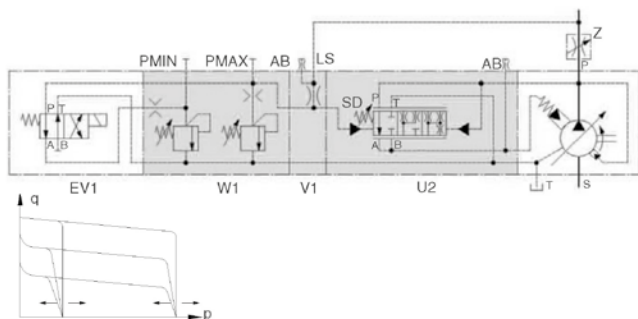 PMIN PMAX AB LS AB Z
P
P T SD P T
A B A B
T S
EV1 W1 V1 U2
q
p